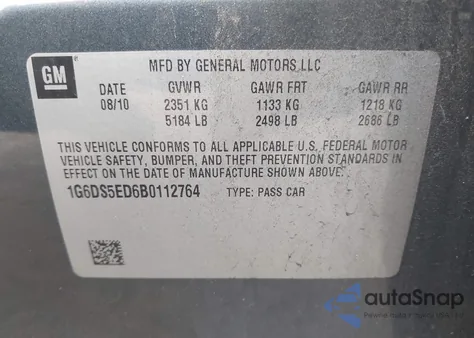 GM
MFD BY GENERAL MOTORS LLC
DATE GVWR GAWR FRT GAWR RR
08/10 2351 KG 1133 KG 1218 KG
5184 LB 2498 LB 2686 LB
THIS VEHICLE CONFORMS TO ALL APPLICABLE U.S. FEDERAL MOTOR
VEHICLE SAFETY, BUMPER, AND THEFT PREVENTION STANDARDS
IN EFFECT ON THE DATE OF MANUFACTURE SHOWN ABOVE.
1G6DS5ED6B0112764 TYPE: PASS CAR
autoSnap